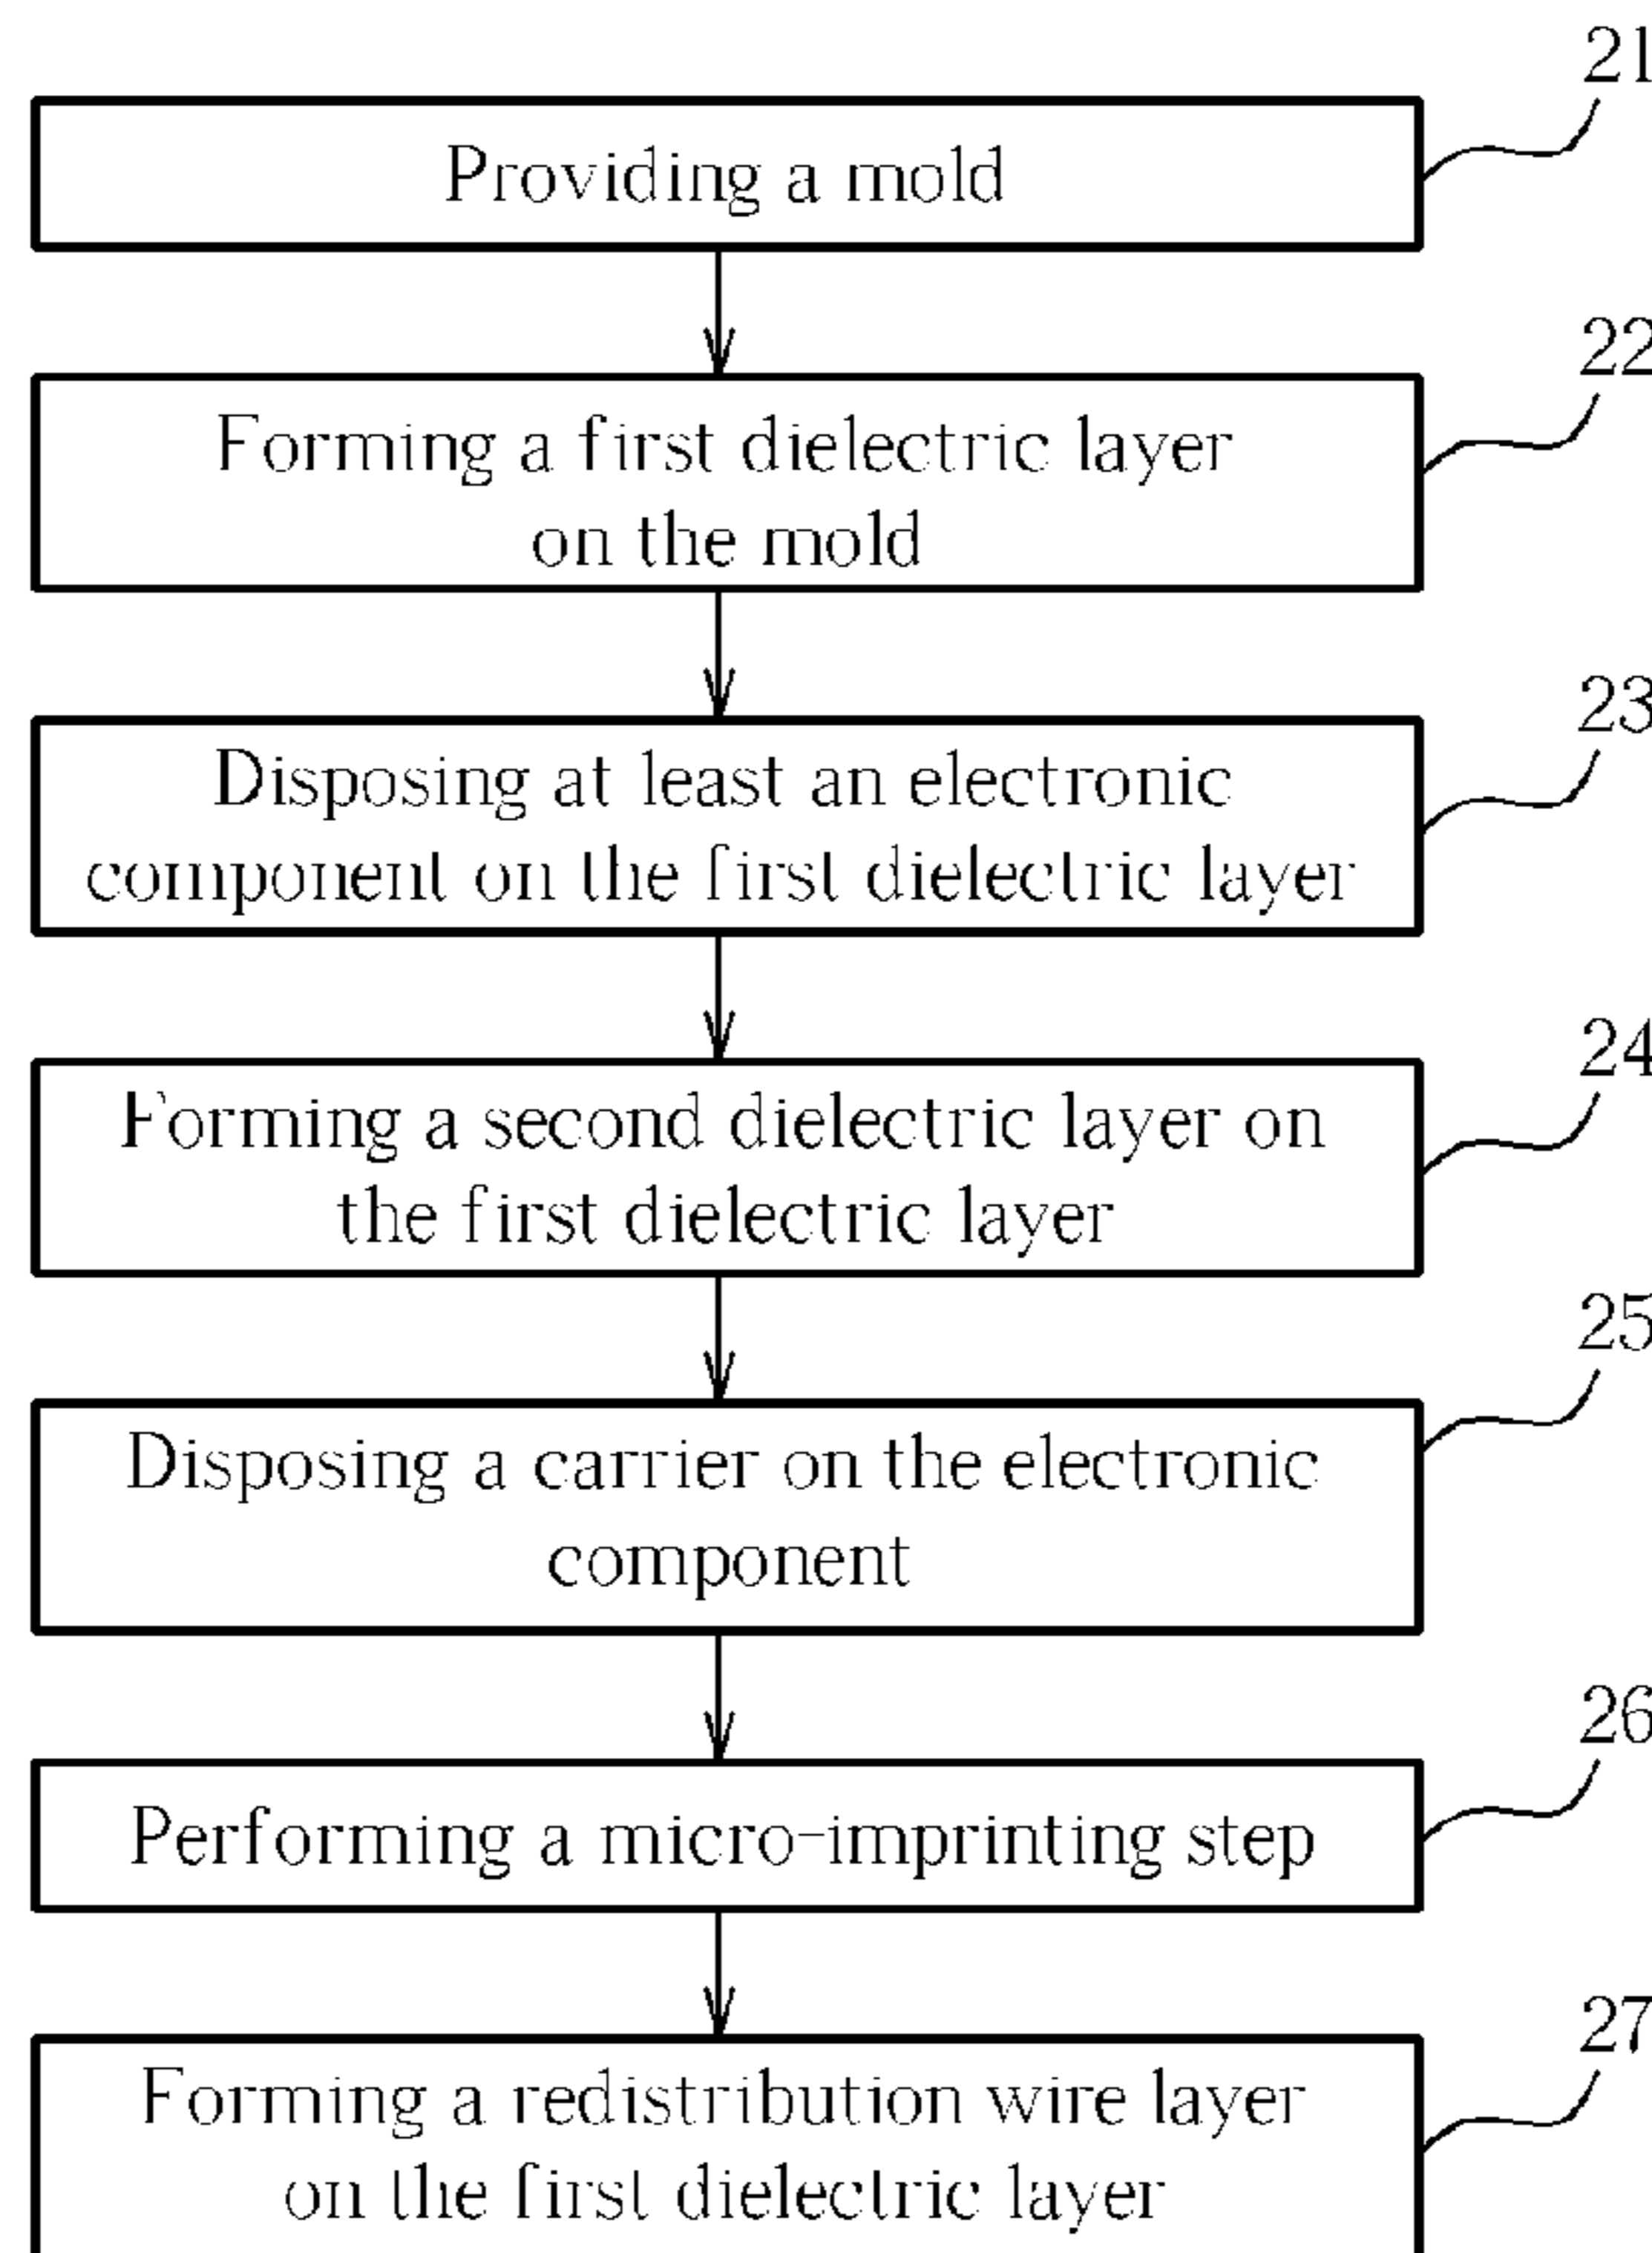 21
Providing a mold
22
Forming a first dielectric layer
on the mold
23
Disposing at least an electronic
component on the first dielectric layer
24
Forming a second dielectric layer on
the first dielectric layer
25
Disposing a carrier on the electronic
component
26
Performing a micro-imprinting step
27
Forming a redistribution wire layer
on the first dielectric layer